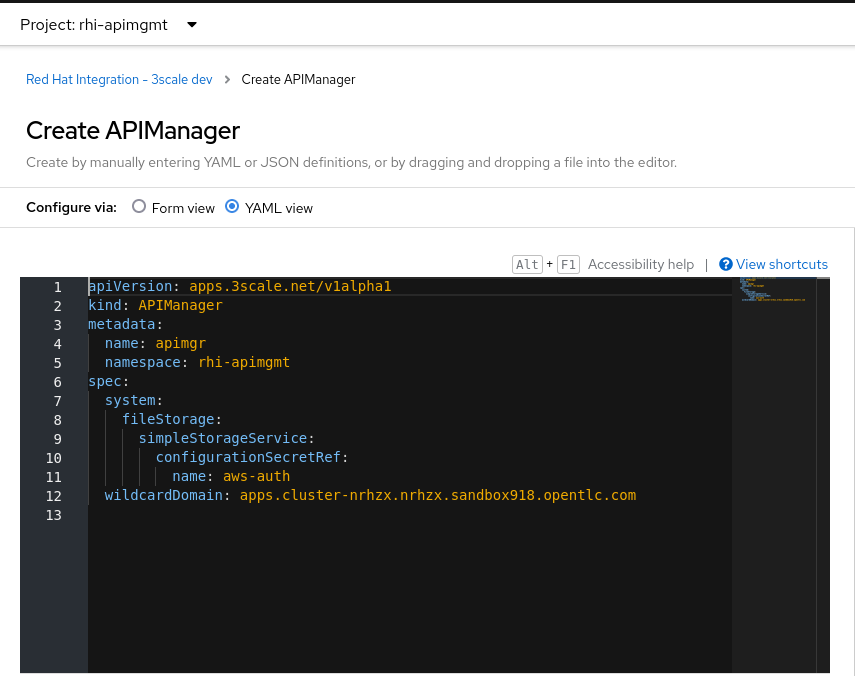 Project: rhi-apimgmt
Red Hat Integration - 3scale dev > Create APIManager
Create APIManager
Create by manually entering YAML or JSON definitions, or by dragging and dropping a file into the editor.
Configure via: Form view YAML view
Alt + F1 Accessibility help | View shortcuts
1 apiVersion: apps.3scale.net/v1alpha1
2 kind: APIManager
3 metadata:
4   name: apimgr
5   namespace: rhi-apimgmt
6 spec:
7   system:
8     fileStorage:
9       simpleStorageService:
10         configurationSecretRef:
11           name: aws-auth
12   wildcardDomain: apps.cluster-nrhzx.nrhzx.sandbox918.opentlc.com
13